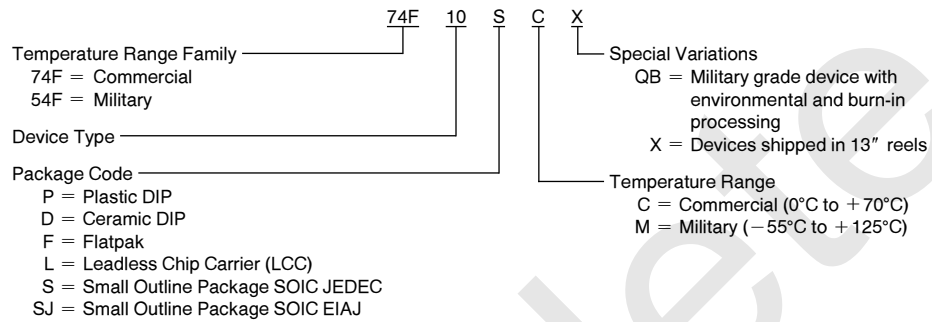 74F 10 S C X
Temperature Range Family
74F = Commercial
54F = Military
Device Type
Package Code
P = Plastic DIP
D = Ceramic DIP
F = Flatpak
L = Leadless Chip Carrier (LCC)
S = Small Outline Package SOIC JEDEC
SJ = Small Outline Package SOIC EIAJ
Special Variations
QB = Military grade device with
environmental and burn-in
processing
X = Devices shipped in 13″ reels
Temperature Range
C = Commercial (0°C to +70°C)
M = Military (−55°C to +125°C)
ete